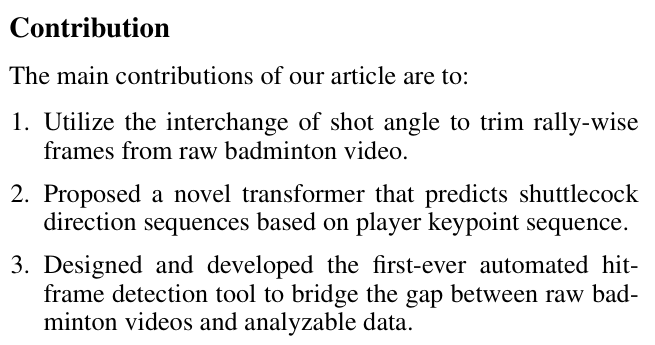 Contribution
The main contributions of our article are to:
1. Utilize the interchange of shot angle to trim rally-wise
frames from raw badminton video.
2. Proposed a novel transformer that predicts shuttlecock
direction sequences based on player keypoint sequence.
3. Designed and developed the first-ever automated hit-
frame detection tool to bridge the gap between raw bad-
minton videos and analyzable data.